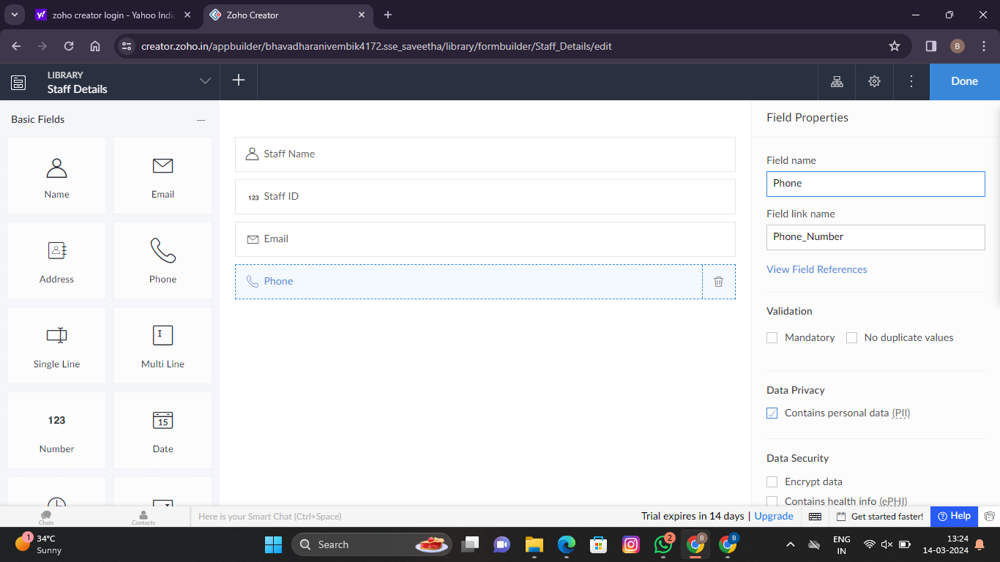 zoho creator login - Yahoo Indi
Zoho Creator
creator.zoho.in/appbuilder/bhavadharanivembik4172.sse_saveetha/library/formbuilder/Staff_Details/edit
B
LIBRARY
Staff Details
Done
Basic Fields
Name
Email
Address
Phone
Single Line
Multi Line
123
Number
15
Date
Staff Name
123 Staff ID
Email
Phone
Field Properties
Field name
Phone
Field link name
Phone_Number
View Field References
Validation
Mandatory
No duplicate values
Data Privacy
Contains personal data (PII)
Data Security
Encrypt data
Contains health info (ePHI)
Chats
Contacts
Here is your Smart Chat (Ctrl+Space)
Trial expires in 14 days | Upgrade
Get started faster!
Help
1
34°C
Sunny
Search
2
B
B
ENG
IN
13:24
14-03-2024